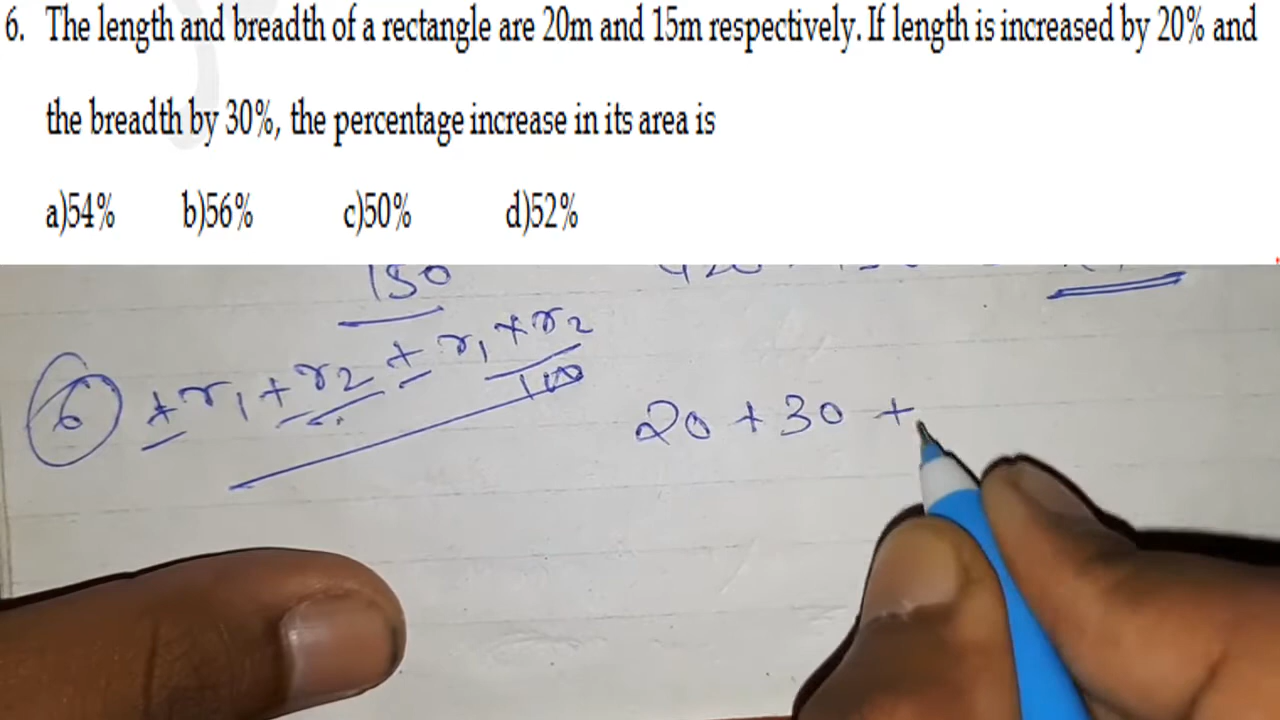 6. The length and breadth of a rectangle are 20m and 15m respectively. If length is increased by 20% and
the breadth by 30%, the percentage increase in its area is
a)54% b)56% c)50% d)52%
150
6 ± r1 + r2 ± r1 * r2 / 100
20 + 30 +